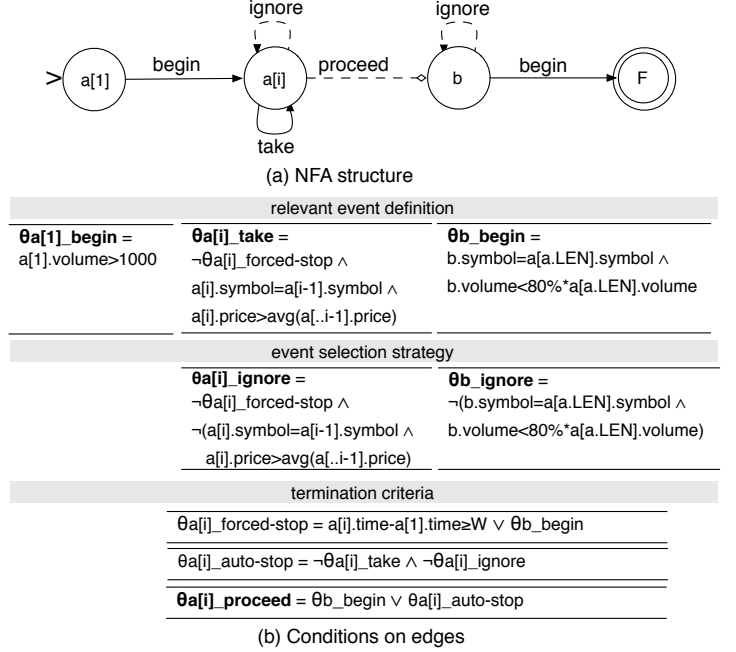 ignore
ignore
> a[1] begin a[i] proceed b begin F
take
(a) NFA structure
relevant event definition
θa[1]_begin =
a[1].volume>1000
θa[i]_take =
¬θa[i]_forced-stop ∧
a[i].symbol=a[i-1].symbol ∧
a[i].price>avg(a[..i-1].price)
θb_begin =
b.symbol=a[a.LEN].symbol ∧
b.volume<80%*a[a.LEN].volume
event selection strategy
θa[i]_ignore =
¬θa[i]_forced-stop ∧
¬(a[i].symbol=a[i-1].symbol ∧
a[i].price>avg(a[..i-1].price)
θb_ignore =
¬(b.symbol=a[a.LEN].symbol ∧
b.volume<80%*a[a.LEN].volume)
termination criteria
θa[i]_forced-stop = a[i].time-a[1].time≥W ∨ θb_begin
θa[i]_auto-stop = ¬θa[i]_take ∧ ¬θa[i]_ignore
θa[i]_proceed = θb_begin ∨ θa[i]_auto-stop
(b) Conditions on edges